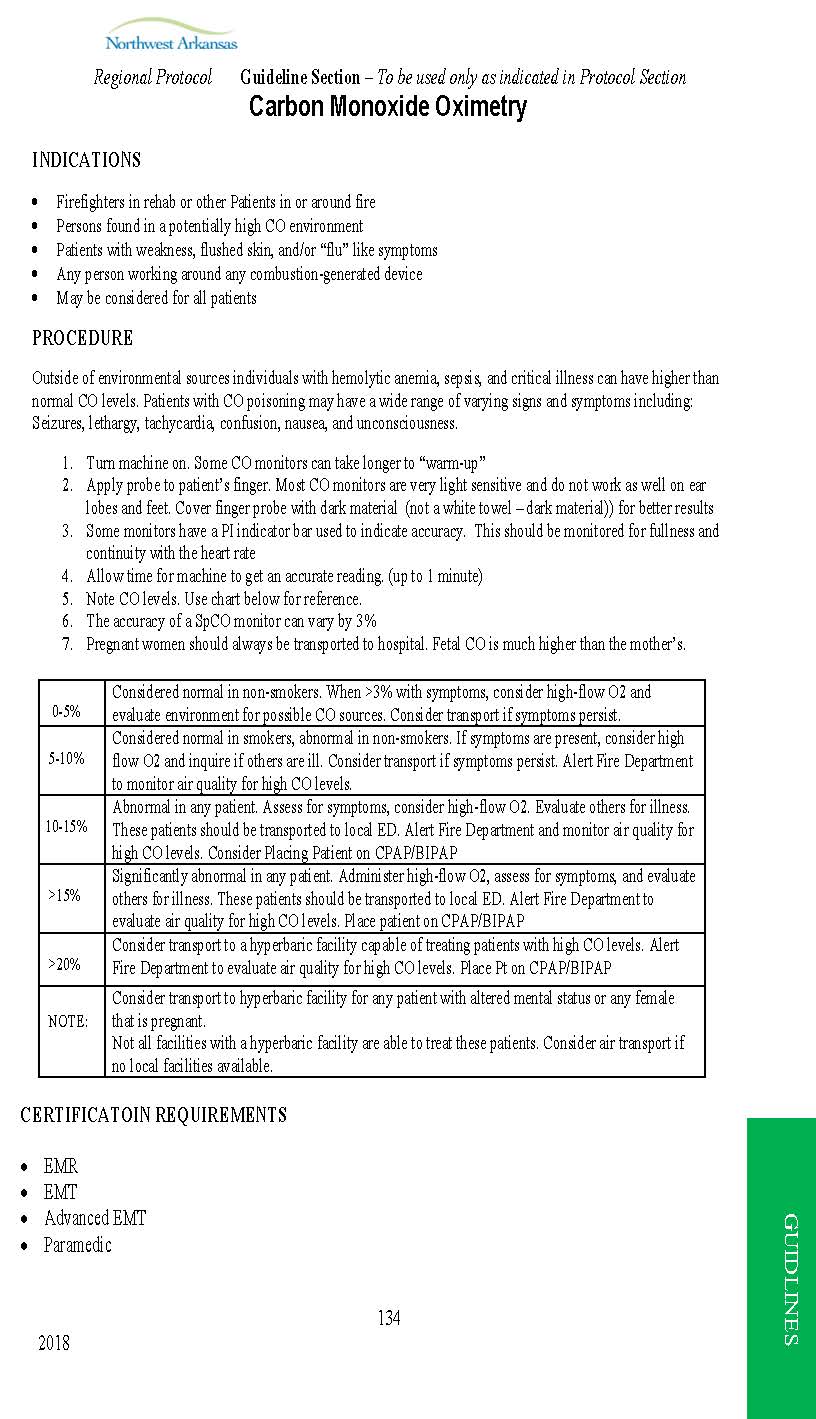 Northwest Arkansas
Regional Protocol Guideline Section – To be used only as indicated in Protocol Section
Carbon Monoxide Oximetry
INDICATIONS
• Firefighters in rehab or other Patients in or around fire
• Persons found in a potentially high CO environment
• Patients with weakness, flushed skin, and/or “flu” like symptoms
• Any person working around any combustion-generated device
• May be considered for all patients
PROCEDURE
Outside of environmental sources individuals with hemolytic anemia, sepsis, and critical illness can have higher than
normal CO levels. Patients with CO poisoning may have a wide range of varying signs and symptoms including:
Seizures, lethargy, tachycardia, confusion, nausea, and unconsciousness.
1. Turn machine on. Some CO monitors can take longer to “warm-up”
2. Apply probe to patient’s finger. Most CO monitors are very light sensitive and do not work as well on ear
lobes and feet. Cover finger probe with dark material (not a white towel – dark material)) for better results
3. Some monitors have a PI indicator bar used to indicate accuracy. This should be monitored for fullness and
continuity with the heart rate
4. Allow time for machine to get an accurate reading. (up to 1 minute)
5. Note CO levels. Use chart below for reference.
6. The accuracy of a SpCO monitor can vary by 3%
7. Pregnant women should always be transported to hospital. Fetal CO is much higher than the mother’s.
0-5%
Considered normal in non-smokers. When >3% with symptoms, consider high-flow O2 and
evaluate environment for possible CO sources. Consider transport if symptoms persist.
5-10%
Considered normal in smokers, abnormal in non-smokers. If symptoms are present, consider high
flow O2 and inquire if others are ill. Consider transport if symptoms persist. Alert Fire Department
to monitor air quality for high CO levels.
10-15%
Abnormal in any patient. Assess for symptoms, consider high-flow O2. Evaluate others for illness.
These patients should be transported to local ED. Alert Fire Department and monitor air quality for
high CO levels. Consider Placing Patient on CPAP/BIPAP
>15%
Significantly abnormal in any patient. Administer high-flow O2, assess for symptoms, and evaluate
others for illness. These patients should be transported to local ED. Alert Fire Department to
evaluate air quality for high CO levels. Place patient on CPAP/BIPAP
>20%
Consider transport to a hyperbaric facility capable of treating patients with high CO levels. Alert
Fire Department to evaluate air quality for high CO levels. Place Pt on CPAP/BIPAP
NOTE:
Consider transport to hyperbaric facility for any patient with altered mental status or any female
that is pregnant.
Not all facilities with a hyperbaric facility are able to treat these patients. Consider air transport if
no local facilities available.
CERTIFICATOIN REQUIREMENTS
• EMR
• EMT
• Advanced EMT
• Paramedic
GUIDLINES
134
2018